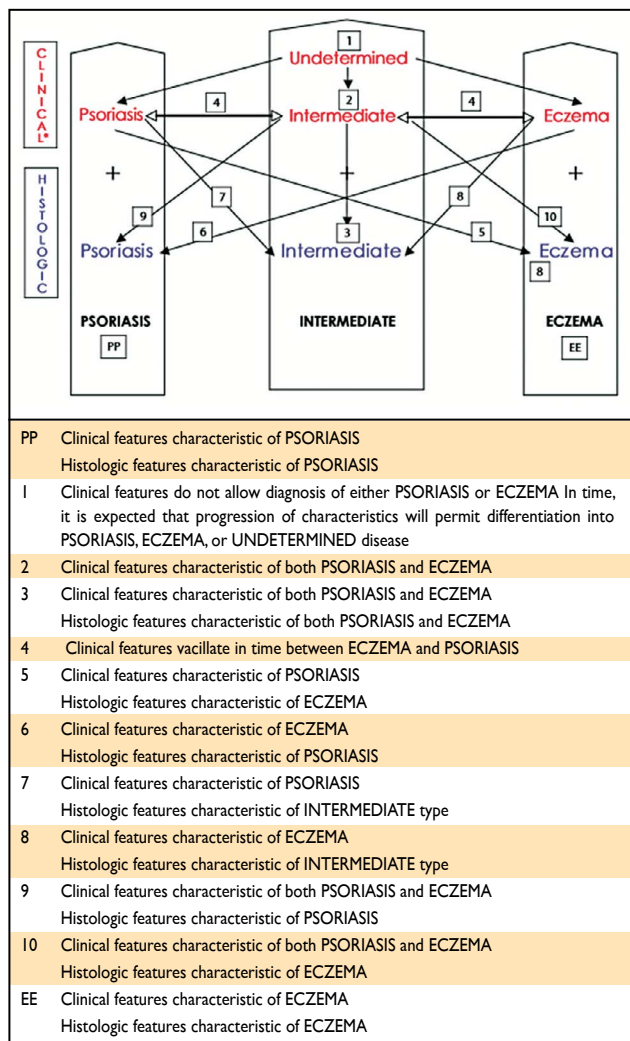 CLINICAL*
HISTOLOGIC
1
Undetermined
4
2
4
Psoriasis
Intermediate
Eczema
+
+
+
9
7
8
10
6
3
5
Psoriasis
Intermediate
Eczema
8
PSORIASIS
INTERMEDIATE
ECZEMA
PP
EE
PP Clinical features characteristic of PSORIASIS
Histologic features characteristic of PSORIASIS
1 Clinical features do not allow diagnosis of either PSORIASIS or ECZEMA In time,
it is expected that progression of characteristics will permit differentiation into
PSORIASIS, ECZEMA, or UNDETERMINED disease
2 Clinical features characteristic of both PSORIASIS and ECZEMA
3 Clinical features characteristic of both PSORIASIS and ECZEMA
Histologic features characteristic of both PSORIASIS and ECZEMA
4 Clinical features vacillate in time between ECZEMA and PSORIASIS
5 Clinical features characteristic of PSORIASIS
Histologic features characteristic of ECZEMA
6 Clinical features characteristic of ECZEMA
Histologic features characteristic of PSORIASIS
7 Clinical features characteristic of PSORIASIS
Histologic features characteristic of INTERMEDIATE type
8 Clinical features characteristic of ECZEMA
Histologic features characteristic of INTERMEDIATE type
9 Clinical features characteristic of both PSORIASIS and ECZEMA
Histologic features characteristic of PSORIASIS
10 Clinical features characteristic of both PSORIASIS and ECZEMA
Histologic features characteristic of ECZEMA
EE Clinical features characteristic of ECZEMA
Histologic features characteristic of ECZEMA